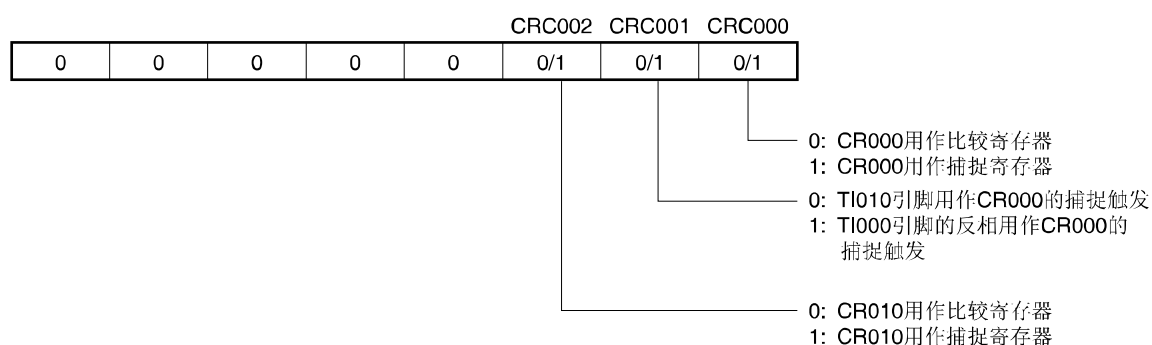 CRC002 CRC001 CRC000
0 0 0 0 0 0/1 0/1 0/1
0: CR000用作比较寄存器
1: CR000用作捕捉寄存器
0: TI010引脚用作CR000的捕捉触发
1: TI000引脚的反相用作CR000的
捕捉触发
0: CR010用作比较寄存器
1: CR010用作捕捉寄存器